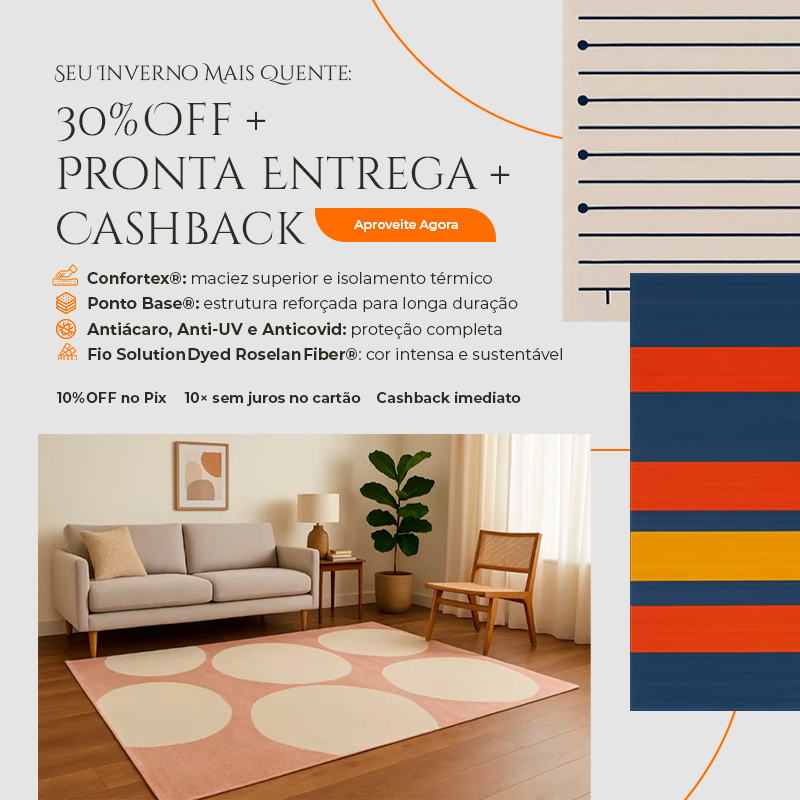 Seu Inverno Mais Quente:
30% OFF +
Pronta Entrega +
Cashback
Aproveite Agora
Confortex®: maciez superior e isolamento térmico
Ponto Base®: estrutura reforçada para longa duração
Antiácaro, Anti-UV e Anticovid: proteção completa
Fio Solution Dyed Roselan Fiber®: cor intensa e sustentável
10%OFF no Pix 10× sem juros no cartão Cashback imediato